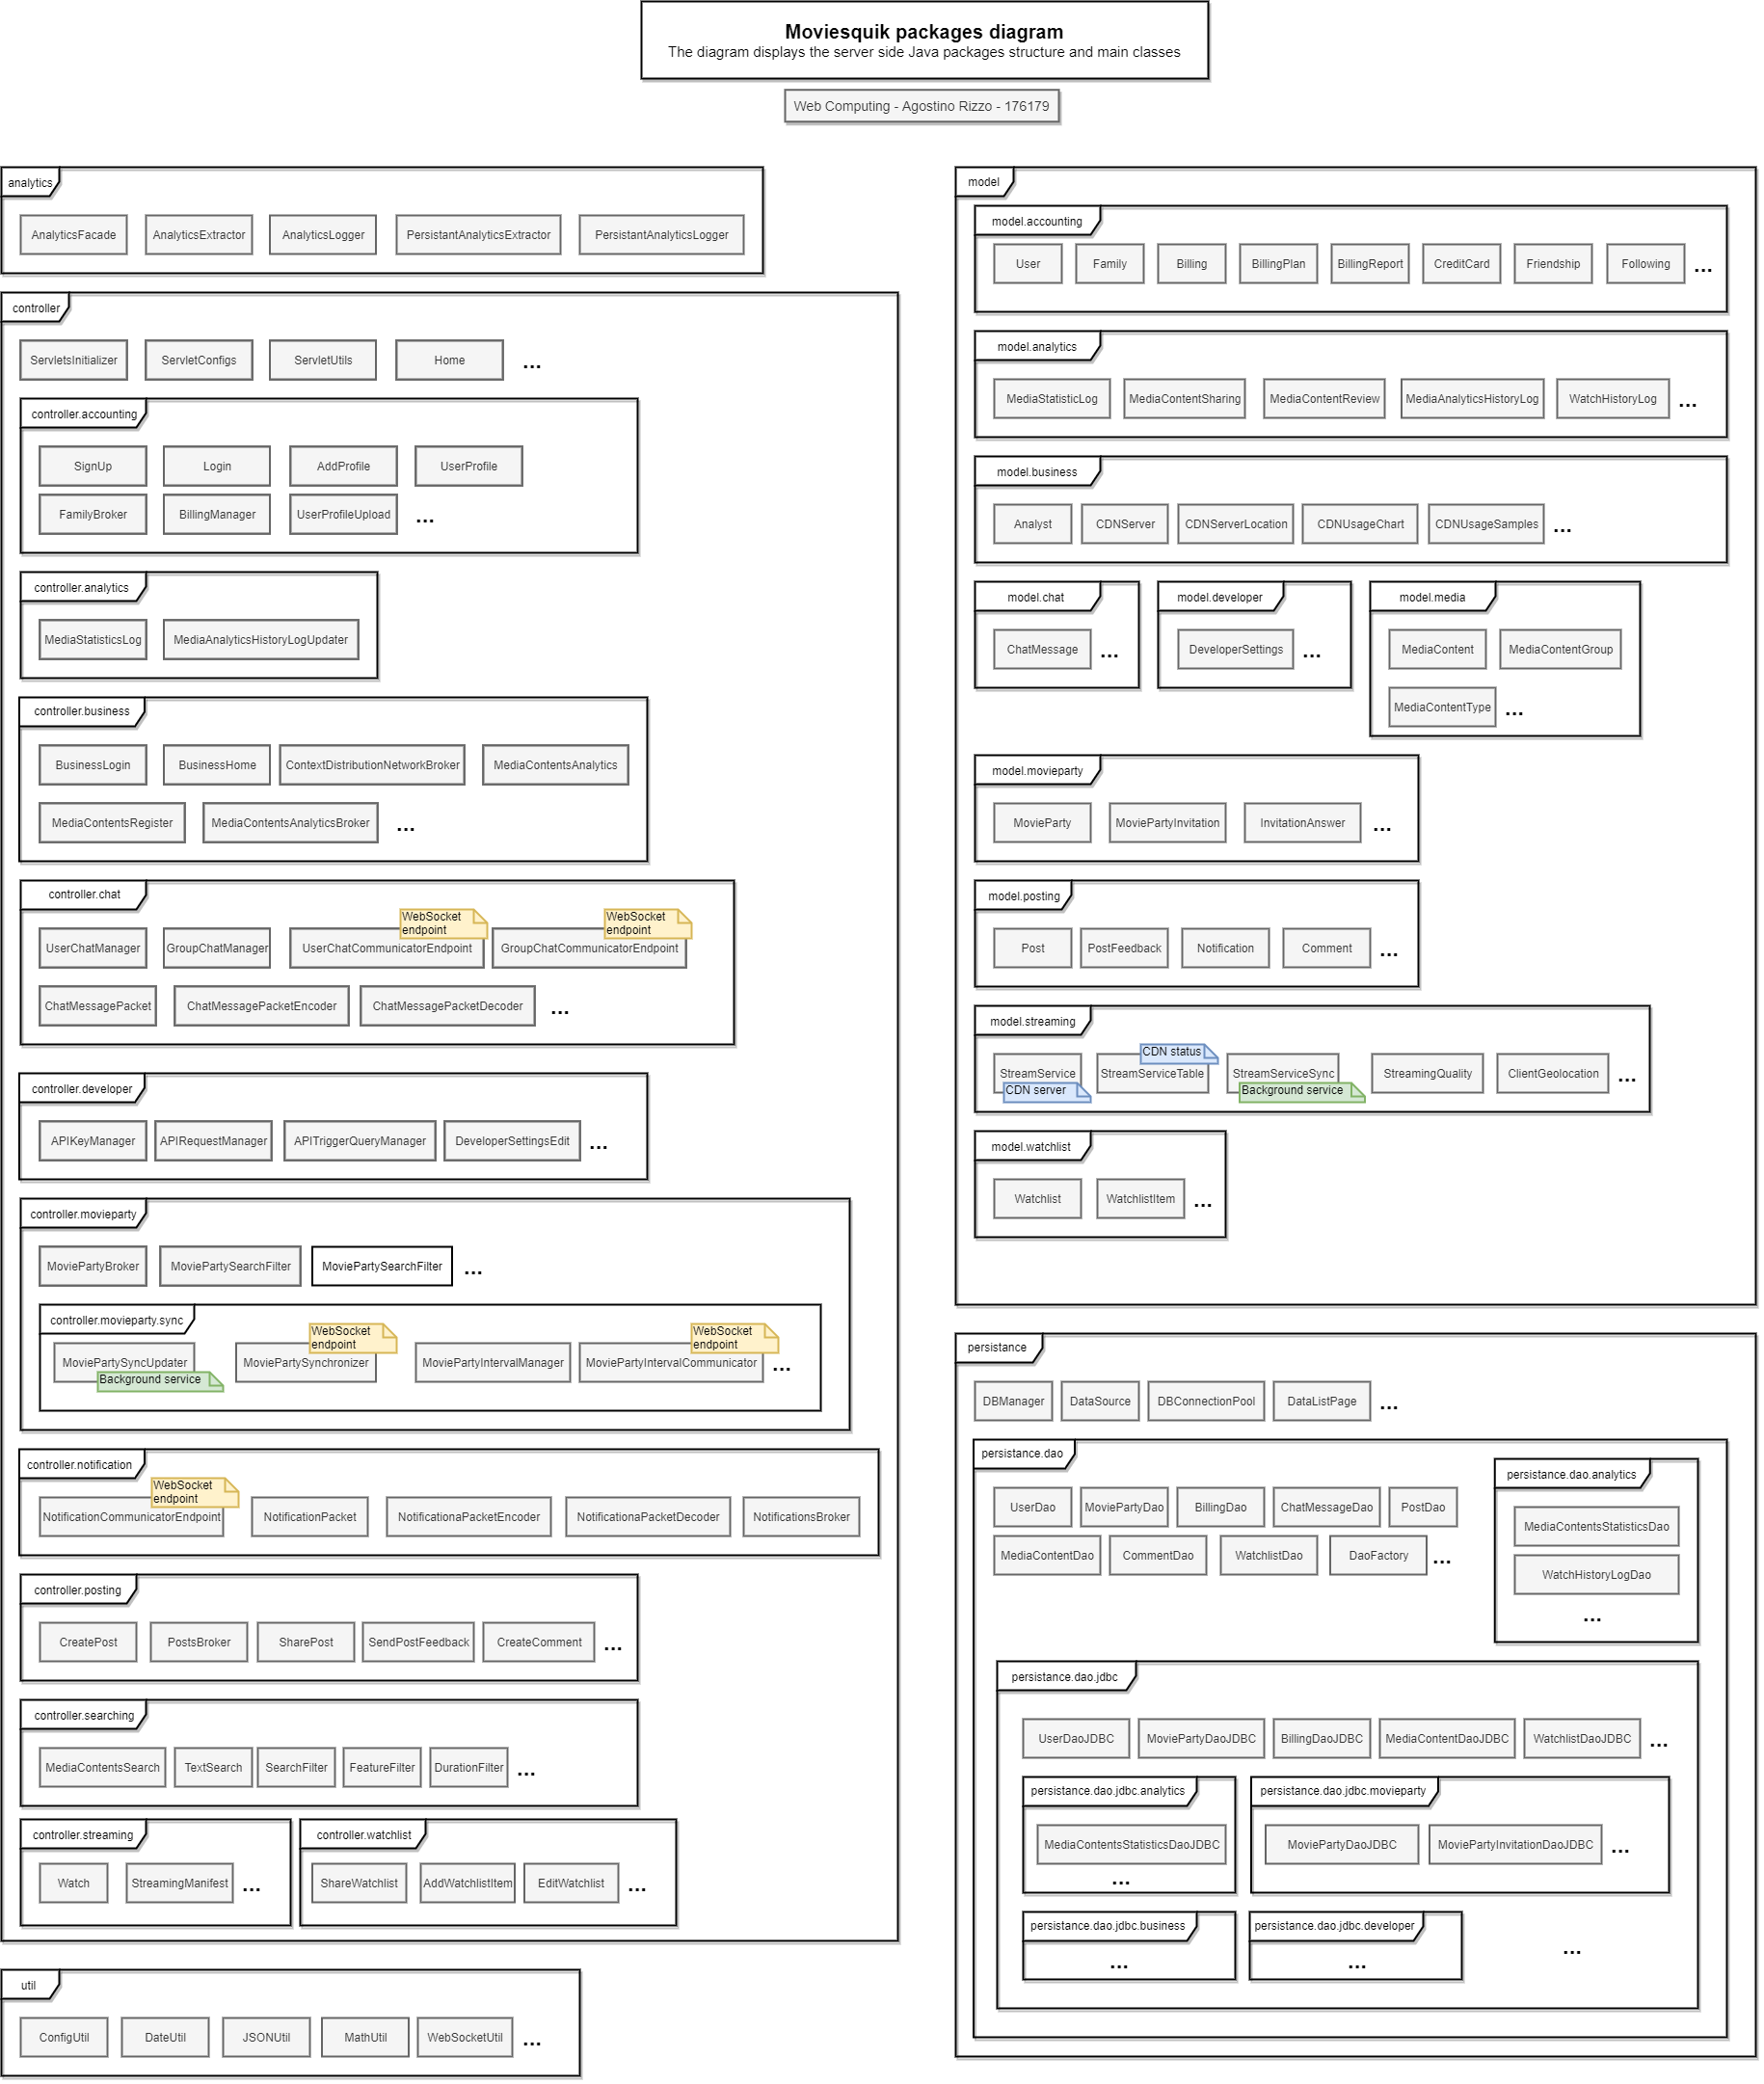 Moviesquik packages diagram
The diagram displays the server side Java packages structure and main classes
Web Computing - Agostino Rizzo - 176179
analytics
AnalyticsFacade
AnalyticsExtractor
AnalyticsLogger
PersistantAnalyticsExtractor
PersistantAnalyticsLogger
controller
ServletsInitializer
ServletConfigs
ServletUtils
Home
...
controller.accounting
SignUp
Login
AddProfile
UserProfile
FamilyBroker
BillingManager
UserProfileUpload
...
controller.analytics
MediaStatisticsLog
MediaAnalyticsHistoryLogUpdater
controller.business
BusinessLogin
BusinessHome
ContextDistributionNetworkBroker
MediaContentsAnalytics
MediaContentsRegister
MediaContentsAnalyticsBroker
...
controller.chat
WebSocket
endpoint
WebSocket
endpoint
UserChatManager
GroupChatManager
UserChatCommunicatorEndpoint
GroupChatCommunicatorEndpoint
ChatMessagePacket
ChatMessagePacketEncoder
ChatMessagePacketDecoder
...
controller.developer
APIKeyManager
APIRequestManager
APITriggerQueryManager
DeveloperSettingsEdit
...
controller.movieparty
MoviePartyBroker
MoviePartySearchFilter
MoviePartySearchFilter
...
controller.movieparty.sync
WebSocket
endpoint
WebSocket
endpoint
MoviePartySyncUpdater
MoviePartySynchronizer
MoviePartyIntervalManager
MoviePartyIntervalCommunicator
...
Background service
controller.notification
WebSocket
endpoint
NotificationCommunicatorEndpoint
NotificationPacket
NotificationaPacketEncoder
NotificationaPacketDecoder
NotificationsBroker
controller.posting
CreatePost
PostsBroker
SharePost
SendPostFeedback
CreateComment
...
controller.searching
MediaContentsSearch
TextSearch
SearchFilter
FeatureFilter
DurationFilter
...
controller.streaming
Watch
StreamingManifest
...
controller.watchlist
ShareWatchlist
AddWatchlistItem
EditWatchlist
...
util
ConfigUtil
DateUtil
JSONUtil
MathUtil
WebSocketUtil
...
model
model.accounting
User
Family
Billing
BillingPlan
BillingReport
CreditCard
Friendship
Following
...
model.analytics
MediaStatisticLog
MediaContentSharing
MediaContentReview
MediaAnalyticsHistoryLog
WatchHistoryLog
...
model.business
Analyst
CDNServer
CDNServerLocation
CDNUsageChart
CDNUsageSamples
...
model.chat
ChatMessage
...
model.developer
DeveloperSettings
...
model.media
MediaContent
MediaContentGroup
MediaContentType
...
model.movieparty
MovieParty
MoviePartyInvitation
InvitationAnswer
...
model.posting
Post
PostFeedback
Notification
Comment
...
model.streaming
CDN status
StreamService
StreamServiceTable
StreamServiceSync
StreamingQuality
ClientGeolocation
...
CDN server
Background service
model.watchlist
Watchlist
WatchlistItem
...
persistance
DBManager
DataSource
DBConnectionPool
DataListPage
...
persistance.dao
UserDao
MoviePartyDao
BillingDao
ChatMessageDao
PostDao
MediaContentDao
CommentDao
WatchlistDao
DaoFactory
...
persistance.dao.analytics
MediaContentsStatisticsDao
WatchHistoryLogDao
...
persistance.dao.jdbc
UserDaoJDBC
MoviePartyDaoJDBC
BillingDaoJDBC
MediaContentDaoJDBC
WatchlistDaoJDBC
...
persistance.dao.jdbc.analytics
MediaContentsStatisticsDaoJDBC
...
persistance.dao.jdbc.movieparty
MoviePartyDaoJDBC
MoviePartyInvitationDaoJDBC
...
persistance.dao.jdbc.business
...
persistance.dao.jdbc.developer
...
...